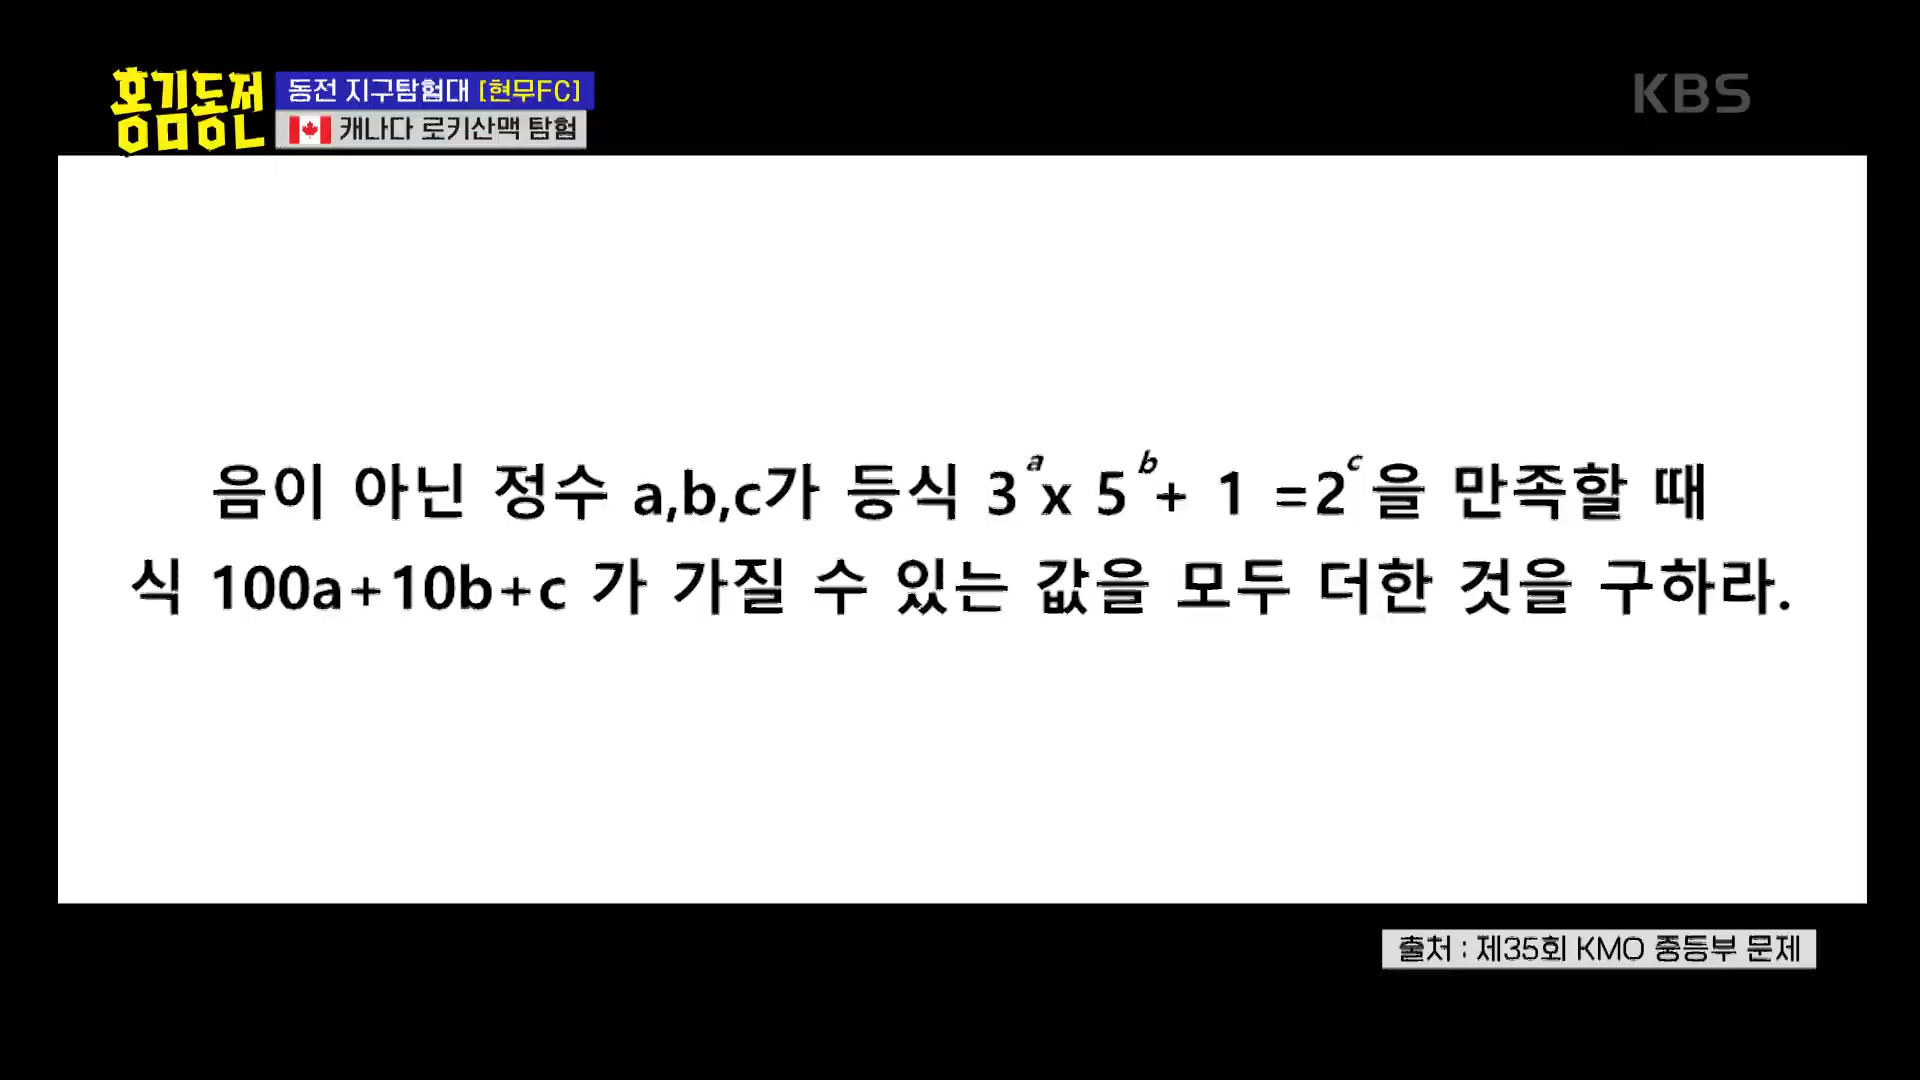 홍김동전
동전 지구탐험대 [현무FC]
캐나다 로키산맥 탐험
KBS
음이 아닌 정수 a,b,c가 등식 3ᵃx 5ᵇ+ 1 =2ᶜ을 만족할 때
식 100a+10b+c 가 가질 수 있는 값을 모두 더한 것을 구하라.
출처 : 제35회 KMO 중등부 문제